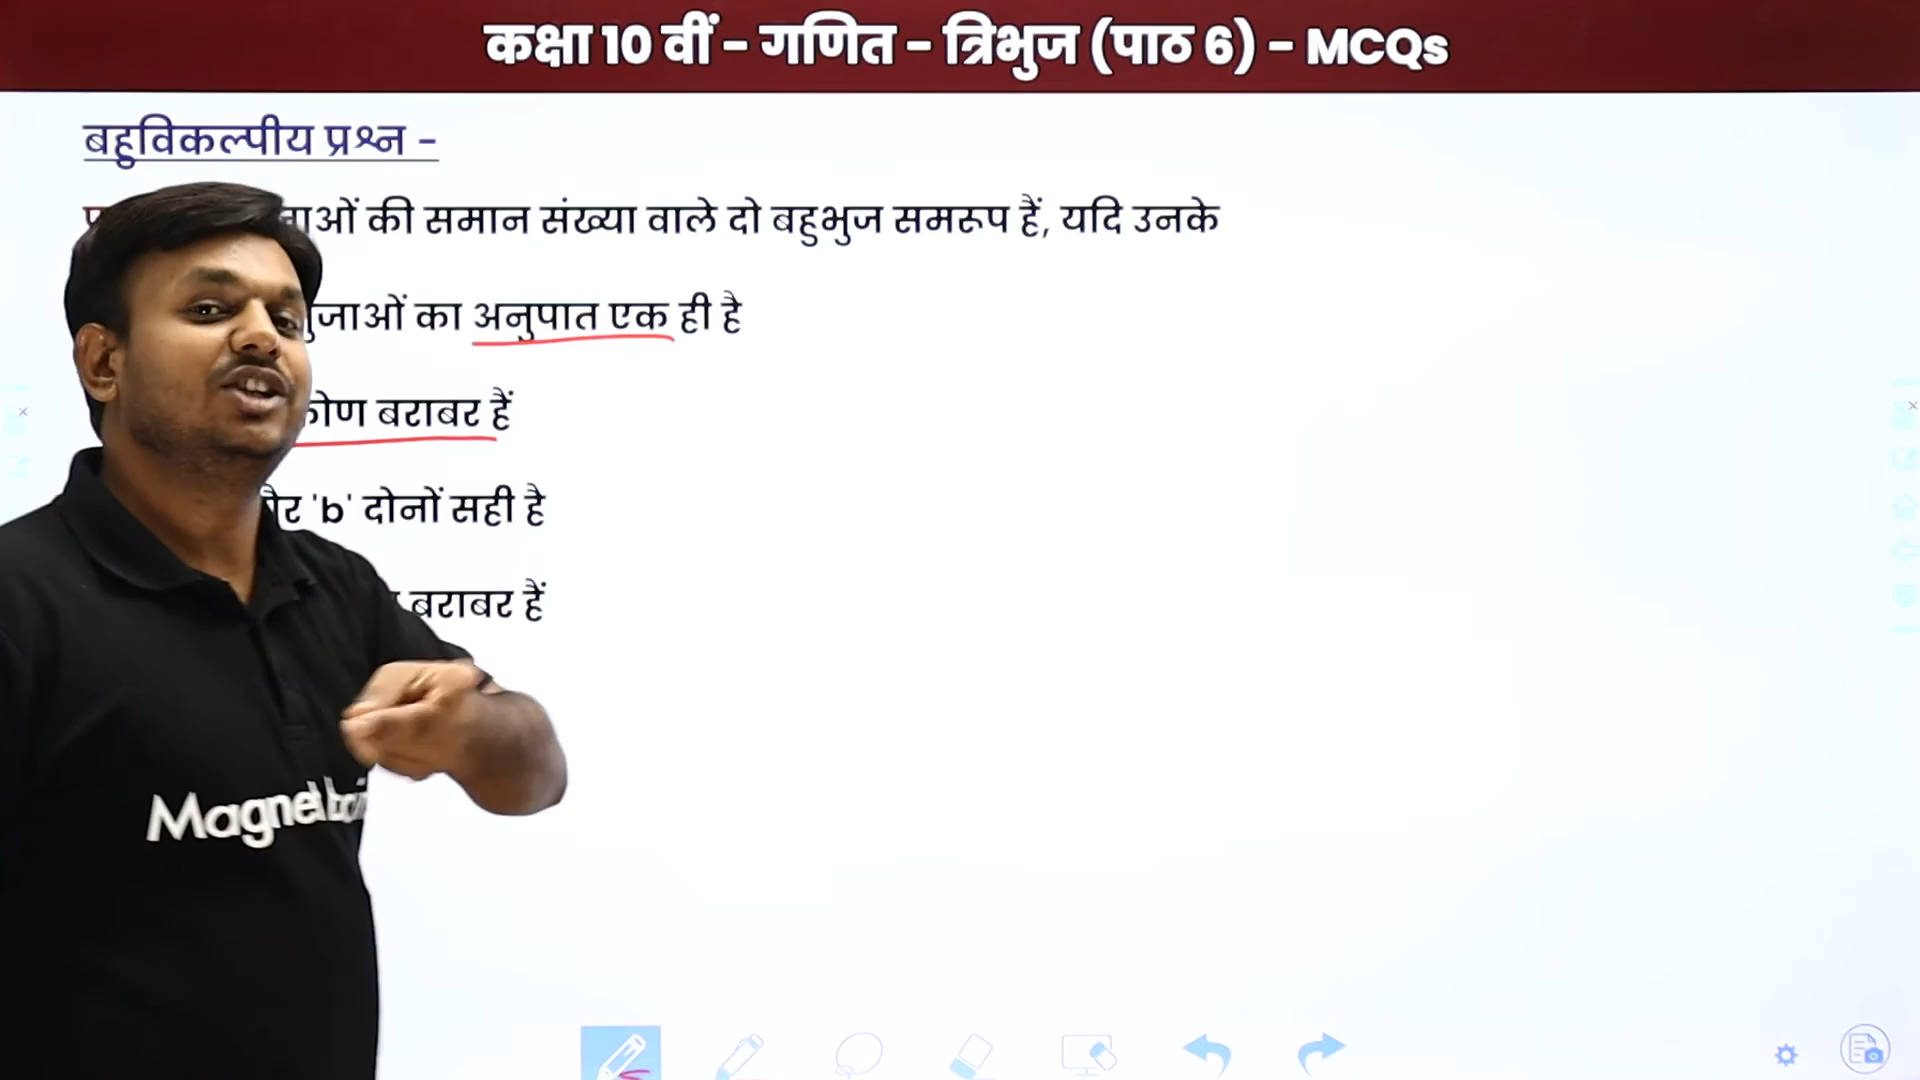 कक्षा 10 वीं - गणित - त्रिभुज (पाठ 6) - MCQs
बहुविकल्पीय प्रश्न -
की समान संख्या वाले दो बहुभुज समरूप हैं, यदि उनके
का अनुपात एक ही है
बराबर हैं
'b' दोनों सही है
बराबर हैं